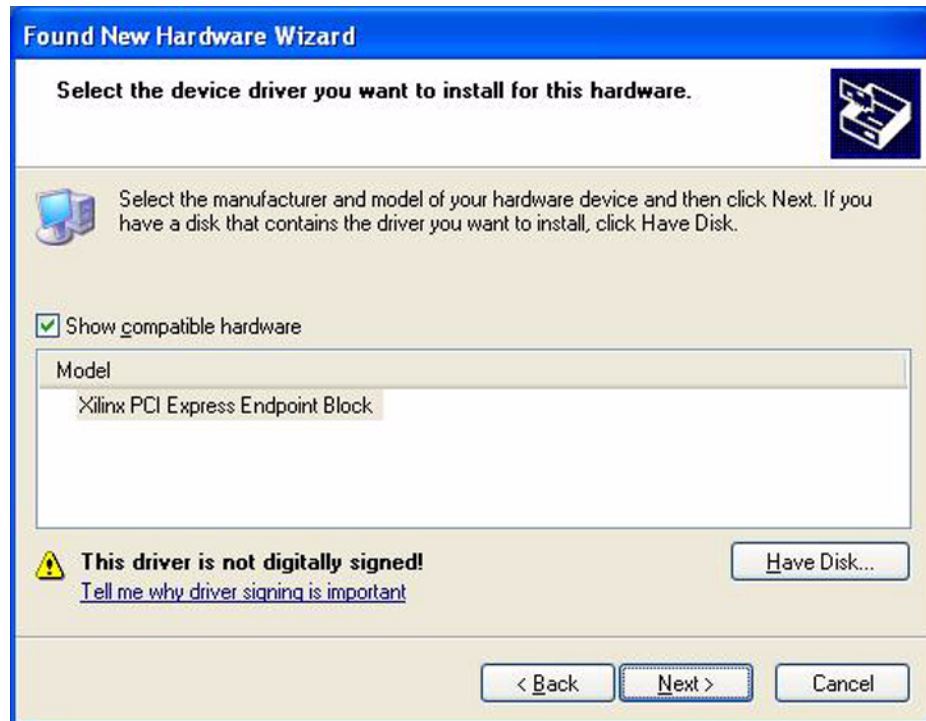 Found New Hardware Wizard
Select the device driver you want to install for this hardware.
Select the manufacturer and model of your hardware device and then click Next. If you
have a disk that contains the driver you want to install, click Have Disk.
Show compatible hardware
Model
Xilinx PCI Express Endpoint Block
This driver is not digitally signed!
Have Disk...
Tell me why driver signing is important
< Back
Next >
Cancel